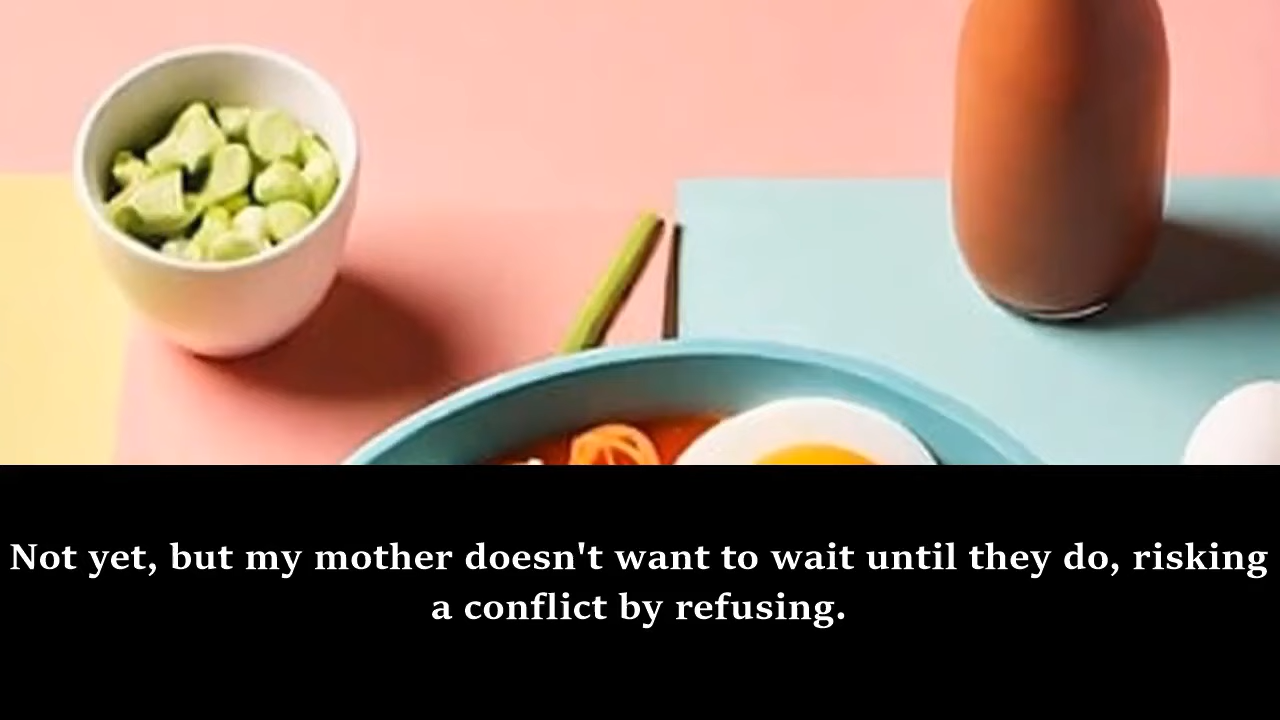 Not yet, but my mother doesn't want to wait until they do, risking
a conflict by refusing.